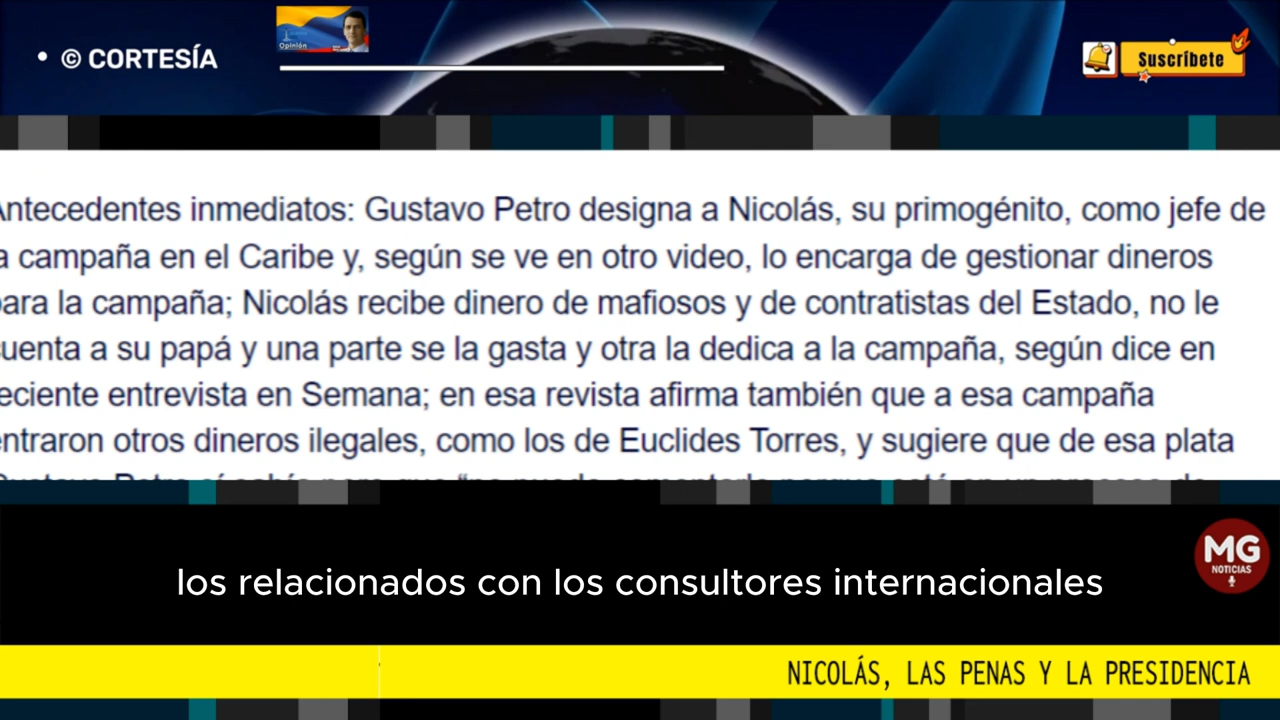 • © CORTESÍA
Opinión
Suscríbete
Antecedentes inmediatos: Gustavo Petro designa a Nicolás, su primogénito, como jefe de
a campaña en el Caribe y, según se ve en otro video, lo encarga de gestionar dineros
para la campaña; Nicolás recibe dinero de mafiosos y de contratistas del Estado, no le
cuenta a su papá y una parte se la gasta y otra la dedica a la campaña, según dice en
reciente entrevista en Semana; en esa revista afirma también que a esa campaña
entraron otros dineros ilegales, como los de Euclides Torres, y sugiere que de esa plata
los relacionados con los consultores internacionales
MG
NOTICIAS
NICOLÁS, LAS PENAS Y LA PRESIDENCIA